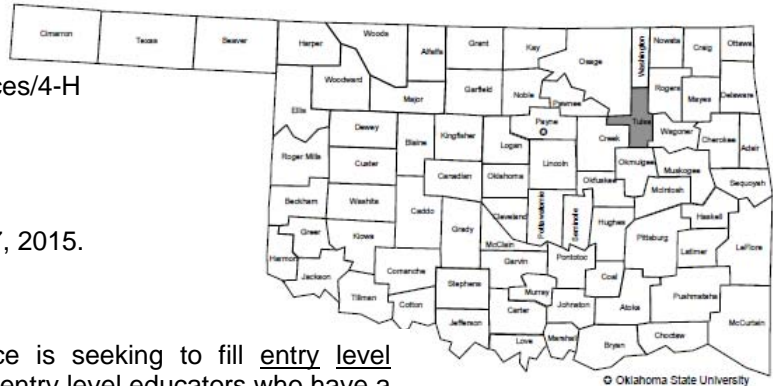 Cimarron
Texas
Beaver
Harper
Woods
Alfalfa
Grant
Kay
Osage
Washington
Nowata
Craig
Ottawa
ces/4-H
Woodward
Major
Garfield
Noble
Pawnee
Rogers
Mayes
Delaware
Ellis
Dewey
Blaine
Kingfisher
Logan
Payne
Creek
Tulsa
Wagoner
Cherokee
Adair
Roger Mills
Custer
Canadian
Oklahoma
Lincoln
Okfuskee
Okmulgee
Muskogee
Sequoyah
Beckham
Washita
Caddo
Grady
Cleveland
Pottawatomie
Seminole
Hughes
McIntosh
Haskell
7, 2015.
Harmon
Greer
Kiowa
McClain
Pittsburg
Latimer
LeFlore
Jackson
Comanche
Garvin
Pontotoc
Coal
Tillman
Cotton
Stephens
Murray
Johnston
Atoka
Pushmataha
Jefferson
Carter
Love
Marshall
Bryan
Choctaw
McCurtain
ce is seeking to fill entry level
entry level educators who have a
Oklahoma State University